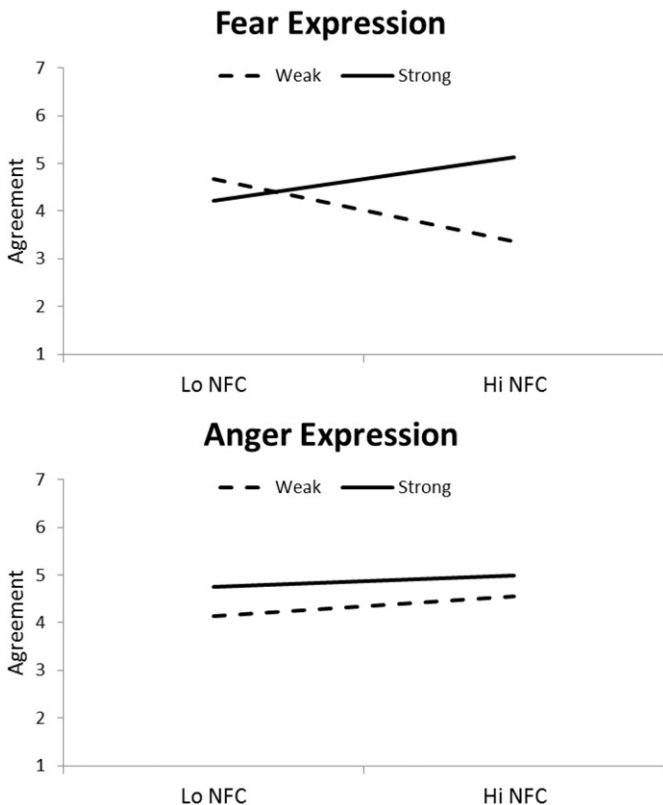 Fear Expression
7
Weak Strong
6
5
4
3
2
1
Agreement
Lo NFC Hi NFC
Anger Expression
7
Weak Strong
6
5
4
3
2
1
Agreement
Lo NFC Hi NFC